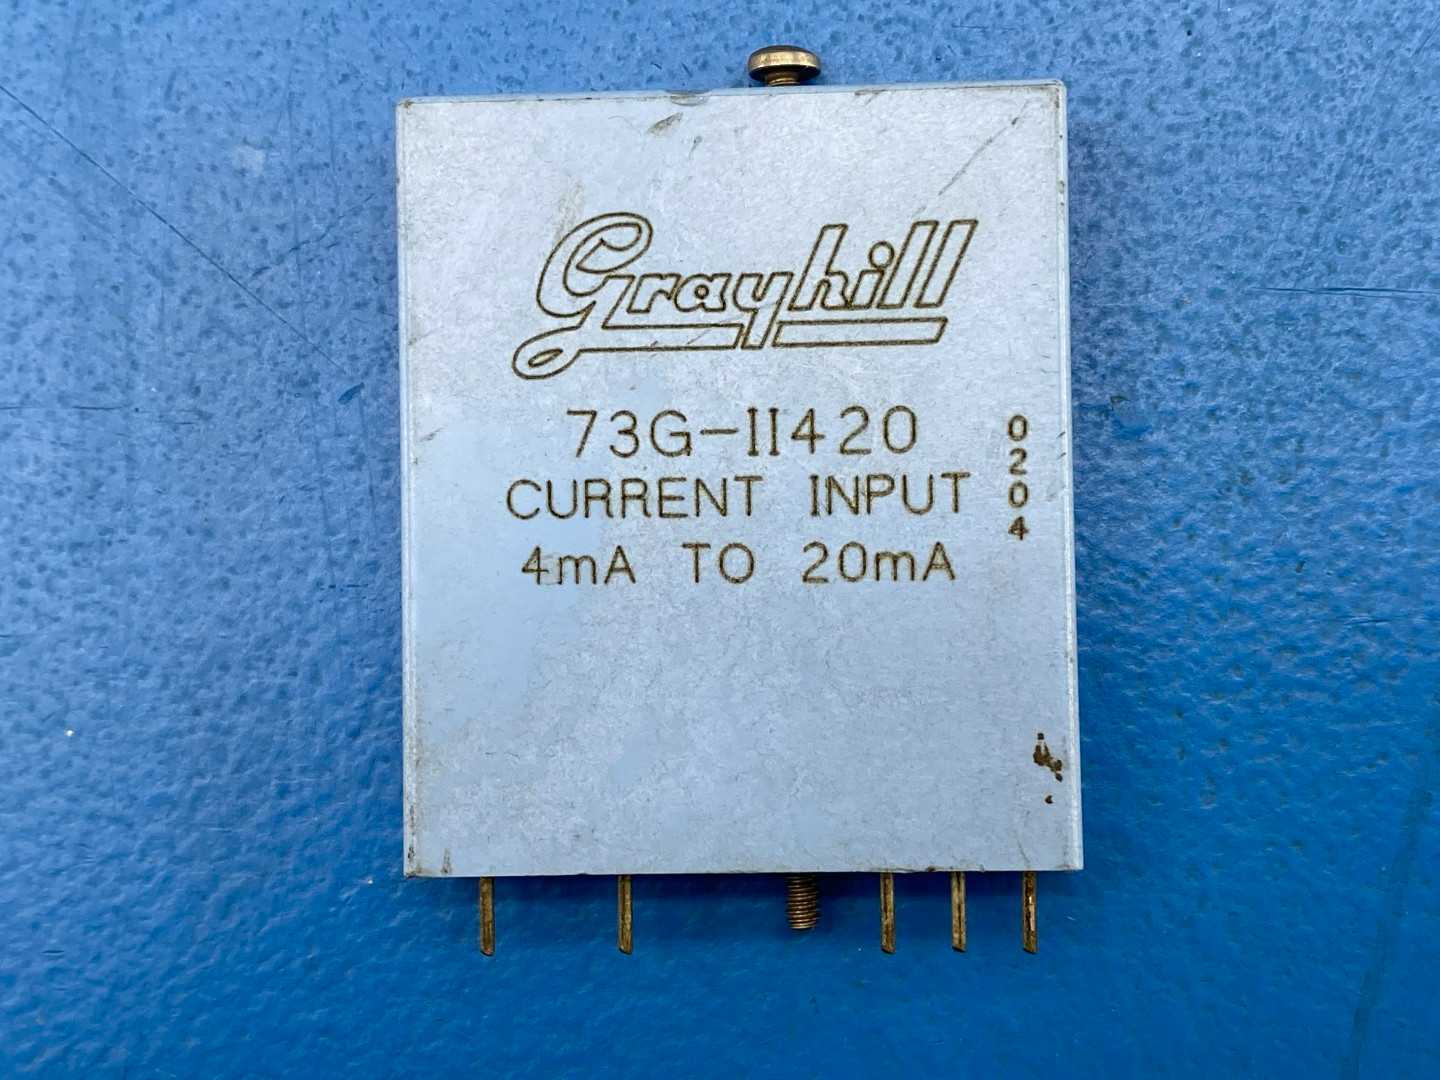 Grayhill
73G-II420
CURRENT INPUT
4mA TO 20mA
0204